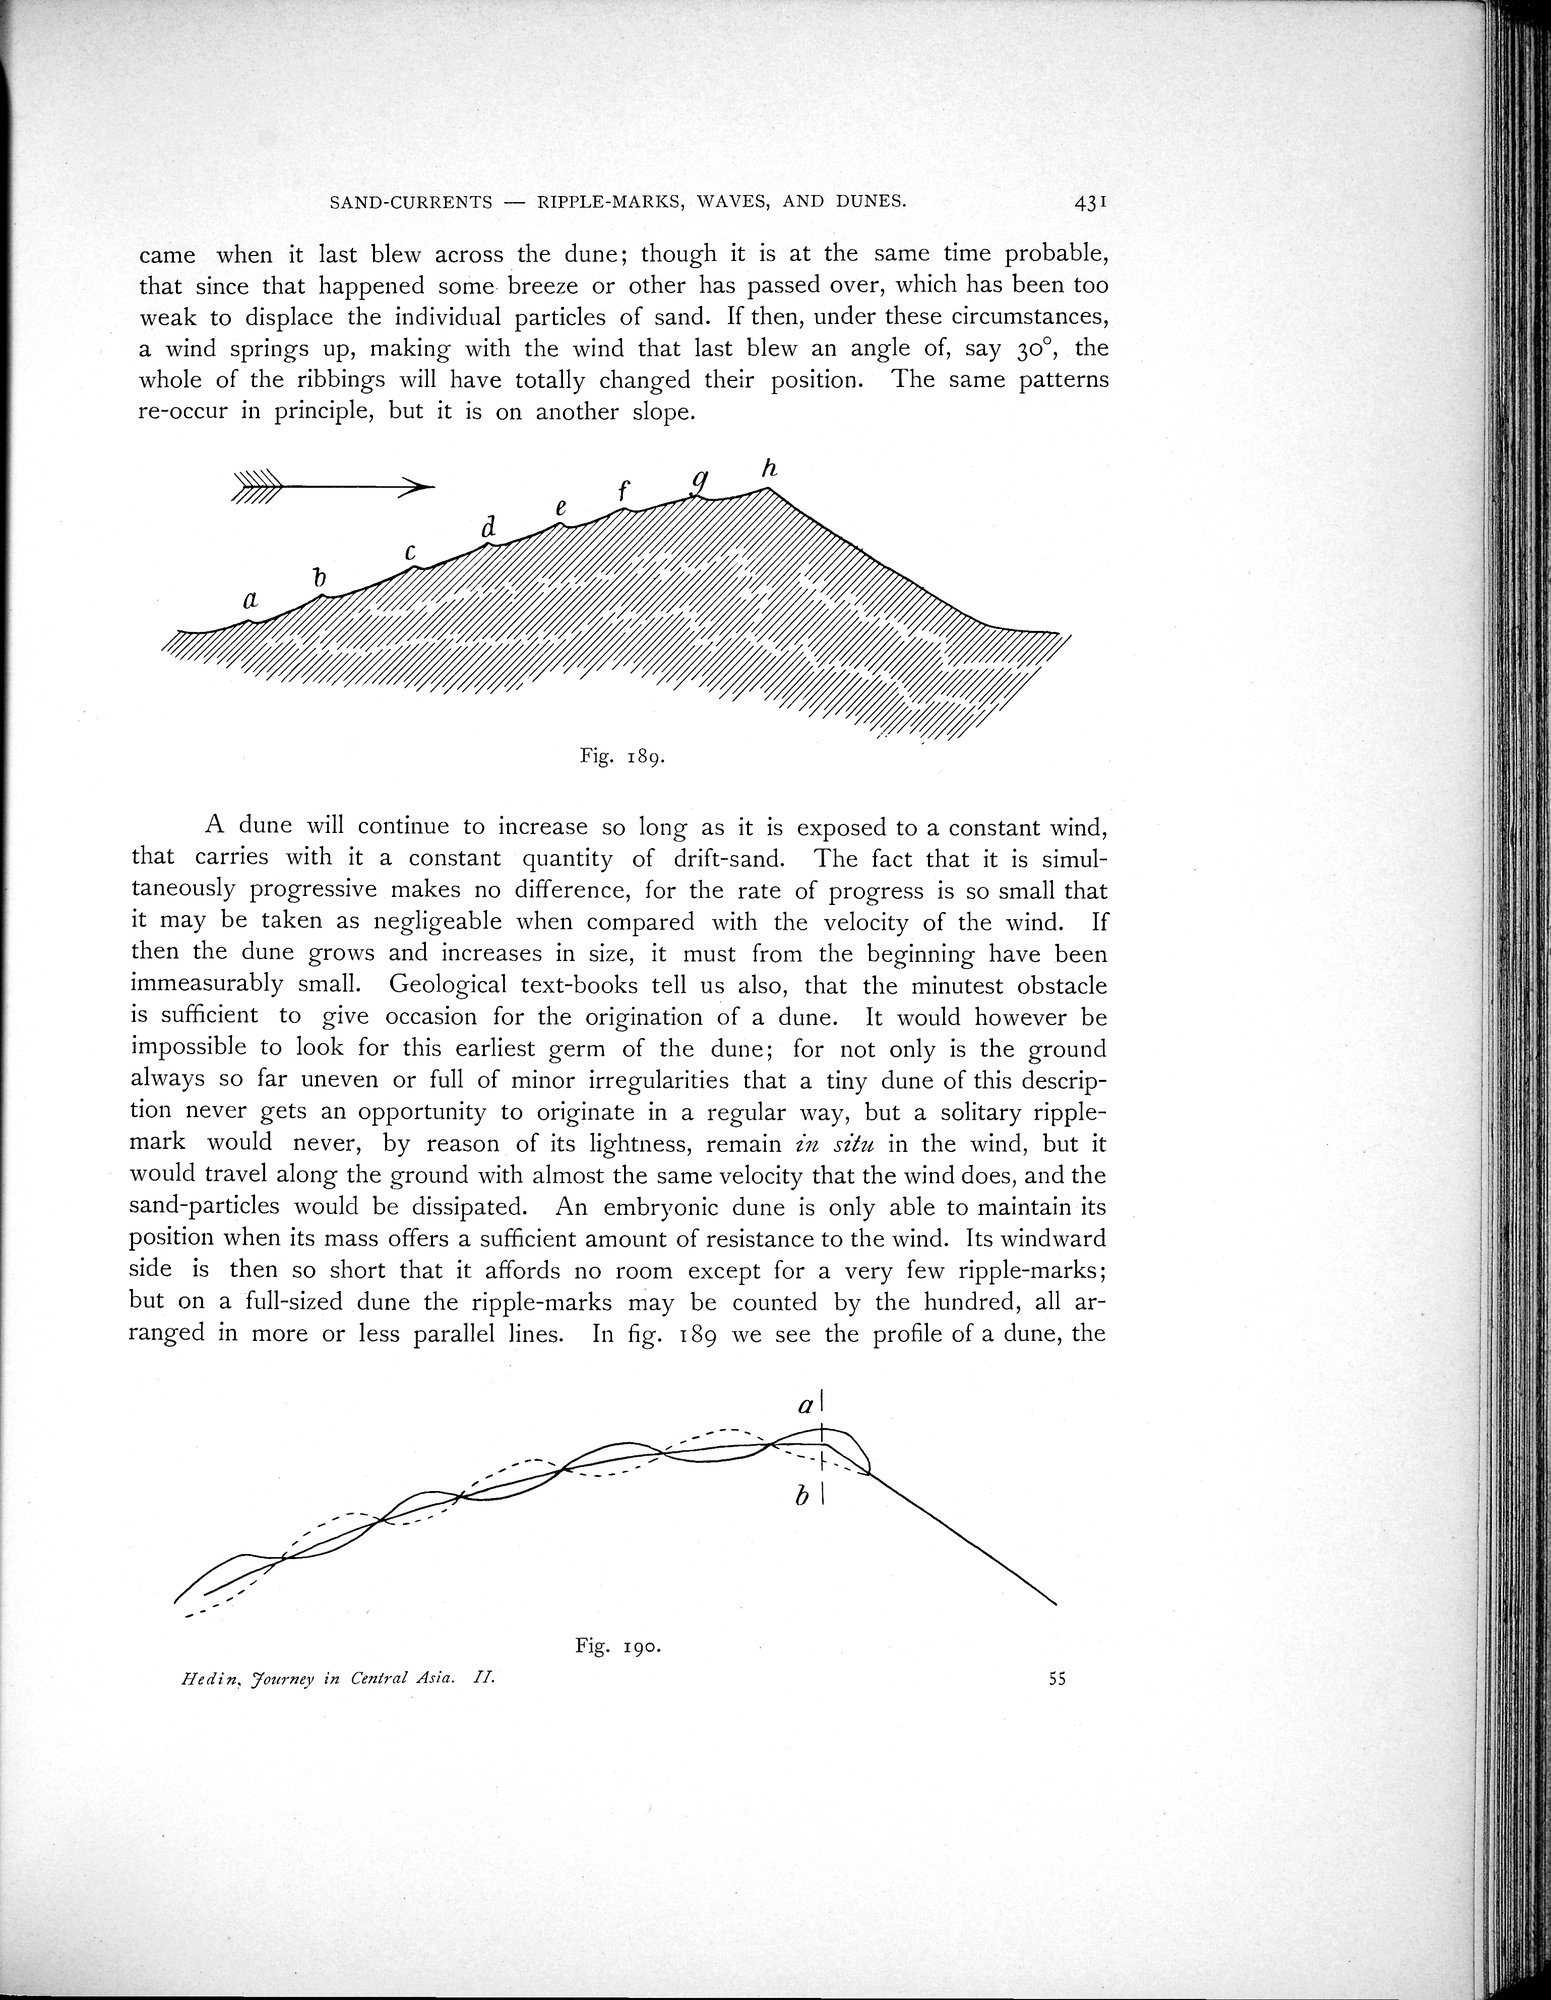 SAND-CURRENTS — RIPPLE-MARKS, WAVES, AND DUNES. 431
came when it last blew across the dune; though it is at the same time probable,
that since that happened some breeze or other has passed over, which has been too
weak to displace the individual particles of sand. If then, under these circumstances,
a wind springs up, making with the wind that last blew an angle of, say 30°, the
whole of the ribbings will have totally changed their position. The same patterns
re-occur in principle, but it is on another slope.
a b c d e f g h
Fig. 189.
A dune will continue to increase so long as it is exposed to a constant wind,
that carries with it a constant quantity of drift-sand. The fact that it is simul-
taneously progressive makes no difference, for the rate of progress is so small that
it may be taken as negligeable when compared with the velocity of the wind. If
then the dune grows and increases in size, it must from the beginning have been
immeasurably small. Geological text-books tell us also, that the minutest obstacle
is sufficient to give occasion for the origination of a dune. It would however be
impossible to look for this earliest germ of the dune; for not only is the ground
always so far uneven or full of minor irregularities that a tiny dune of this descrip-
tion never gets an opportunity to originate in a regular way, but a solitary ripple-
mark would never, by reason of its lightness, remain in situ in the wind, but it
would travel along the ground with almost the same velocity that the wind does, and the
sand-particles would be dissipated. An embryonic dune is only able to maintain its
position when its mass offers a sufficient amount of resistance to the wind. Its windward
side is then so short that it affords no room except for a very few ripple-marks;
but on a full-sized dune the ripple-marks may be counted by the hundred, all ar-
ranged in more or less parallel lines. In fig. 189 we see the profile of a dune, the
a
b
Fig. 190.
Hedin, Journey in Central Asia. II. 55